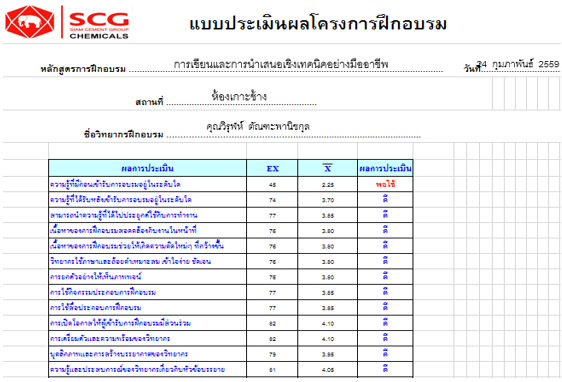 SCG
SIAM CEMENT GROUP
CHEMICALS
แบบประเมินผลโครงการฝึกอบรม
หลักสูตรการฝึกอบรม การเขียนและการนำเสนอเชิงเทคนิคอย่างมืออาชีพ วันที่ 24 กุมภาพันธ์ 2559
สถานที่ ห้องเกาะช้าง
ชื่อวิทยากรฝึกอบรม คุณวิรุฬห์ ตัณฑะพานิชกุล
ผลการประเมิน EX X ผลการประเมิน
ความรู้ที่มีก่อนเข้ารับการอบรมอยู่ในระดับใด 45 2.25 พอใช้
ความรู้ที่ได้รับหลังเข้ารับการอบรมอยู่ในระดับใด 74 3.70 ดี
สามารถนำความรู้ที่ได้ไปประยุกต์ใช้กับการทำงาน 77 3.85 ดี
เนื้อหาของการฝึกอบรมสอดคล้องกับงานในหน้าที่ 76 3.80 ดี
เนื้อหาของการฝึกอบรมช่วยให้เกิดความคิดใหม่ๆ ที่กว้างขึ้น 76 3.80 ดี
วิทยากรใช้ภาษาและถ้อยคำเหมาะสม เข้าใจง่าย ชัดเจน 76 3.80 ดี
การยกตัวอย่างให้เห็นภาพพจน์ 76 3.80 ดี
การใช้กิจกรรมประกอบการฝึกอบรม 77 3.85 ดี
การใช้สื่อประกอบการฝึกอบรม 77 3.85 ดี
การเปิดโอกาสให้ผู้เข้ารับการฝึกอบรมมีส่วนร่วม 82 4.10 ดี
การเตรียมตัวและความพร้อมของวิทยากร 82 4.10 ดี
บุคลิกภาพและการสร้างบรรยากาศของวิทยากร 79 3.95 ดี
ความรู้และประสบการณ์ของวิทยากรเกี่ยวกับหัวข้อบรรยาย 81 4.05 ดี